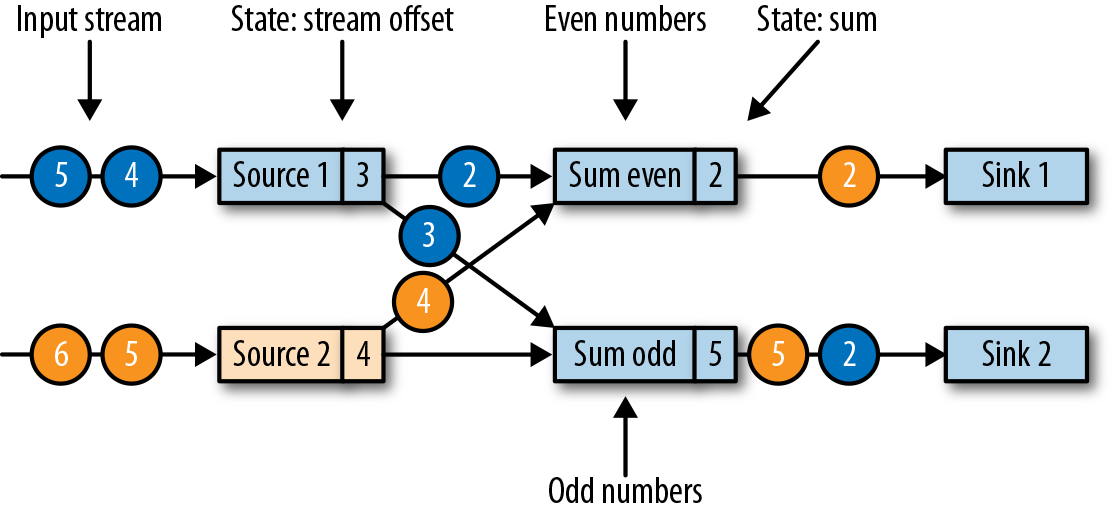 Input stream
State: stream offset
Even numbers
State: sum
5
4
Source 1
3
2
Sum even
2
2
Sink 1
3
4
6
5
Source 2
4
Sum odd
5
5
2
Sink 2
Odd numbers